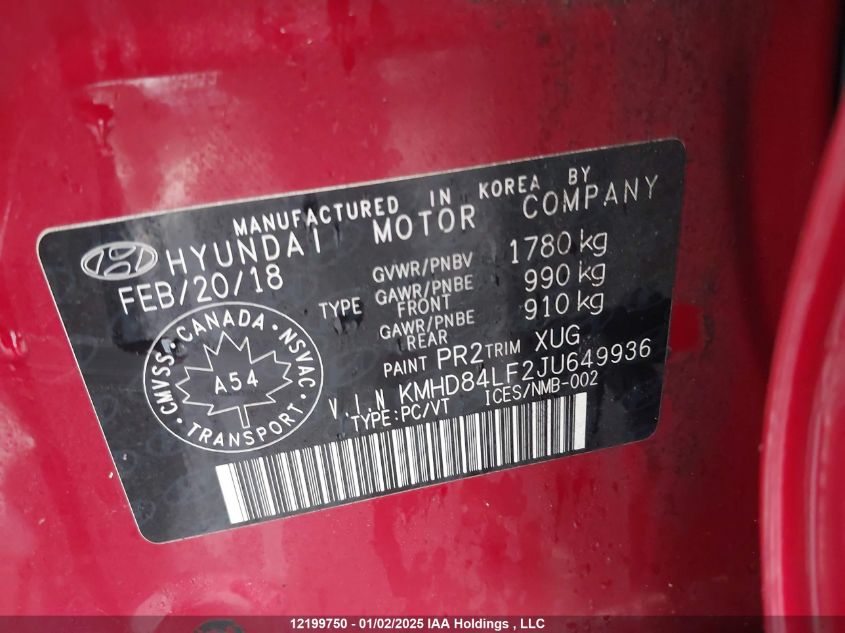 MANUFACTURED IN KOREA BY
HYUNDAI MOTOR COMPANY
FEB/20/18
GVWR/PNBV 1780 kg
TYPE GAWR/PNBE FRONT 990 kg
GAWR/PNBE REAR 910 kg
PAINT PR2 TRIM XUG
V.I.N KMHD84LF2JU649936
TYPE:PC/VT ICES/NMB-002
CMVSS · CANADA · NSVAC · TRANSPORT ·
A54
12199750 - 01/02/2025 IAA Holdings , LLC